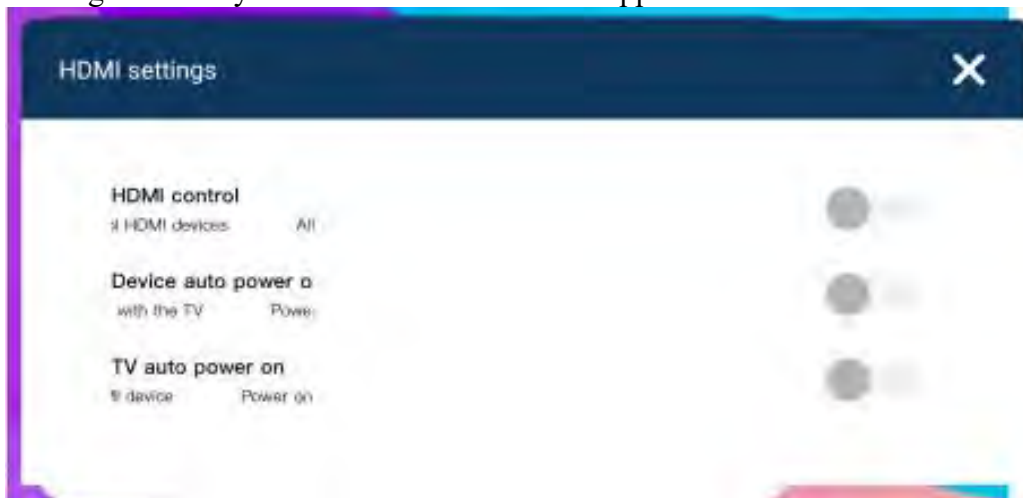 HDMI settings
HDMI control
HDMI devices All
Device auto power o
with the TV Powe
TV auto power on
device Power on